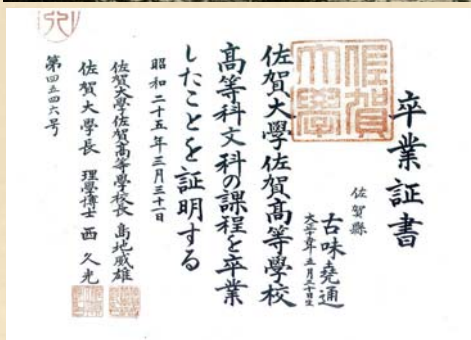 卒業証書
佐賀縣
古味堯通
佐賀大學佐賀高等學校
高等科文科の課程を卒業
したことを証明する
昭和二十五年三月三十一日
佐賀大學佐賀高等學校長 島地威雄
佐賀大學長 理學博士 西久光
第四五四六号
佐賀
大學